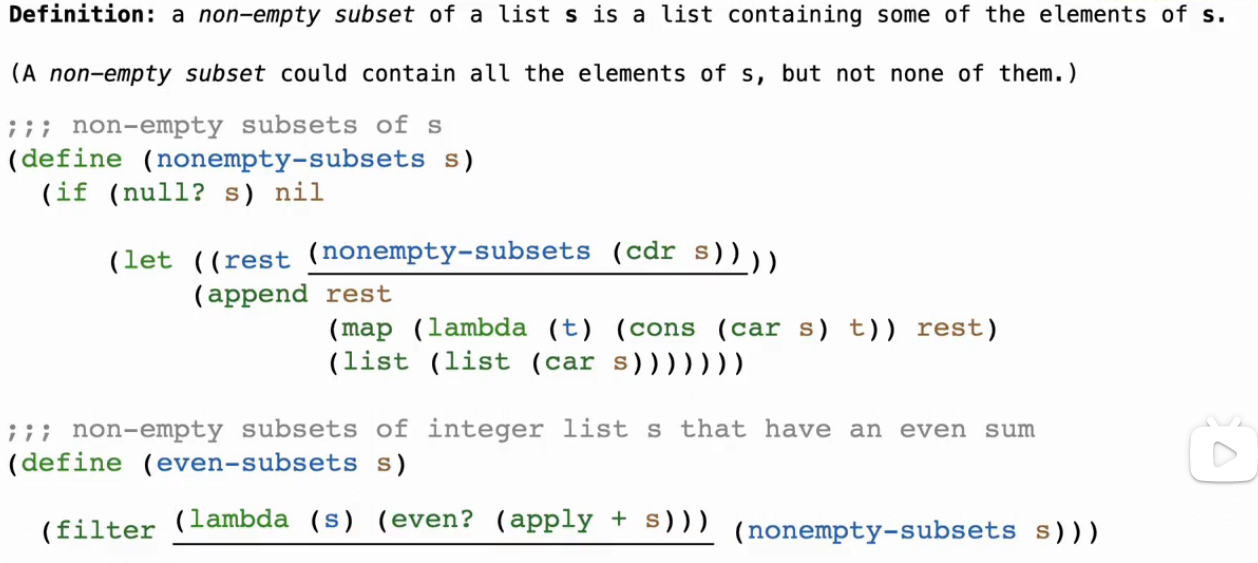 Definition: a non-empty subset of a list s is a list containing some of the elements of s.
(A non-empty subset could contain all the elements of s, but not none of them.)
;;; non-empty subsets of s
(define (nonempty-subsets s)
(if (null? s) nil
(let ((rest (nonempty-subsets (cdr s))))
(append rest
(map (lambda (t) (cons (car s) t)) rest)
(list (list (car s)))))))
;;; non-empty subsets of integer list s that have an even sum
(define (even-subsets s)
(filter (lambda (s) (even? (apply + s))) (nonempty-subsets s)))